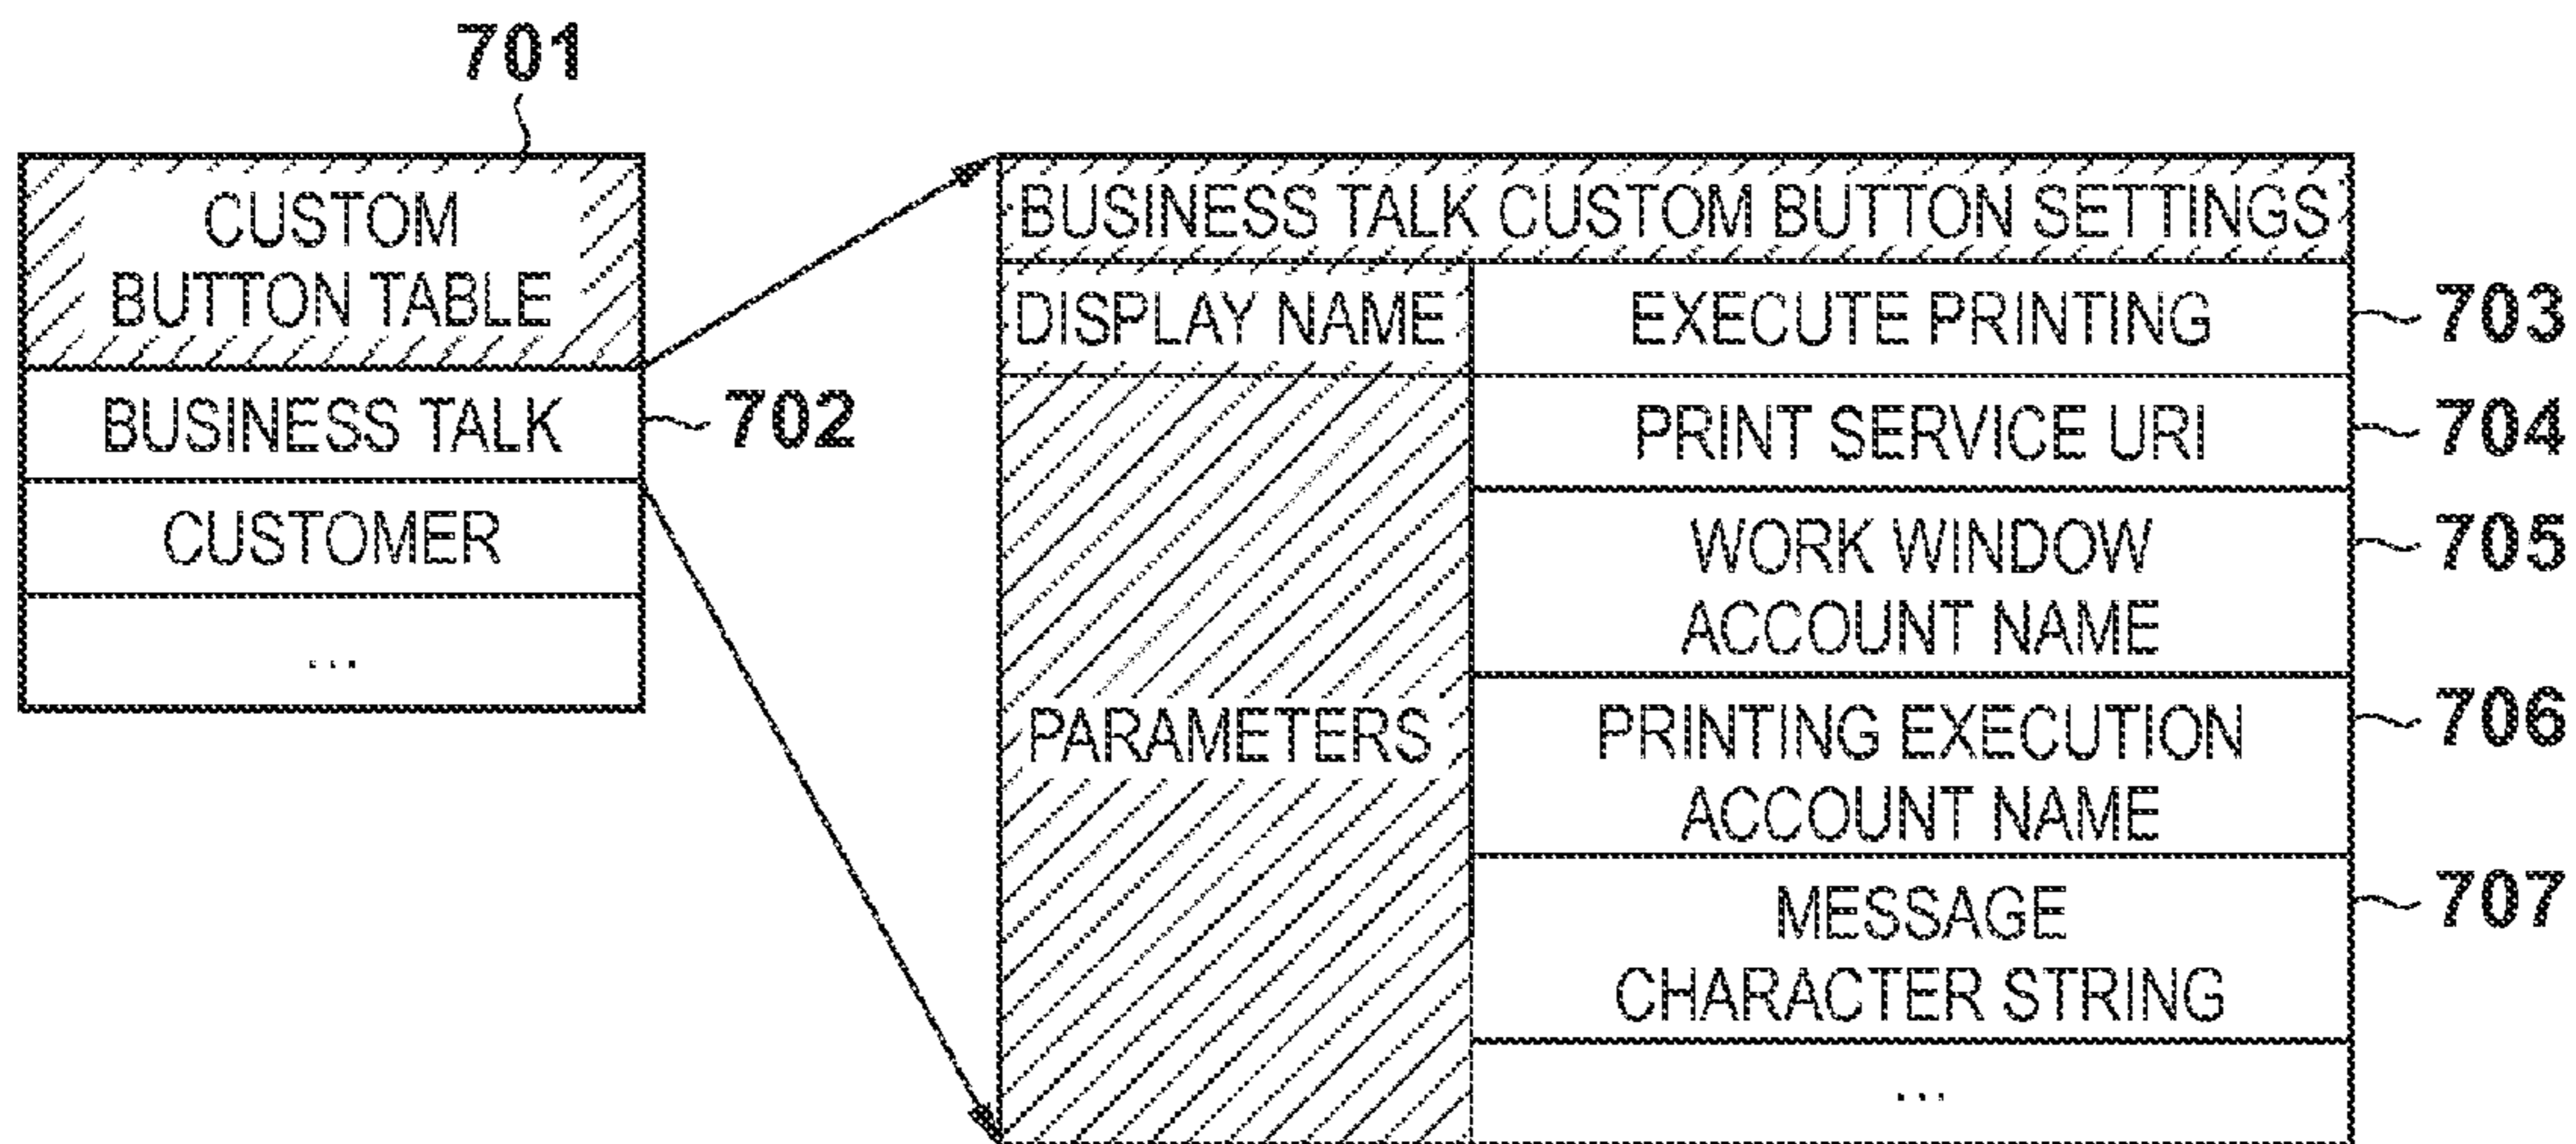 701
CUSTOM
BUTTON TABLE
BUSINESS TALK
702
CUSTOMER
...
BUSINESS TALK CUSTOM BUTTON SETTINGS
DISPLAY NAME
EXECUTE PRINTING
703
PARAMETERS
PRINT SERVICE URI
704
WORK WINDOW
ACCOUNT NAME
705
PRINTING EXECUTION
ACCOUNT NAME
706
MESSAGE
CHARACTER STRING
707
...